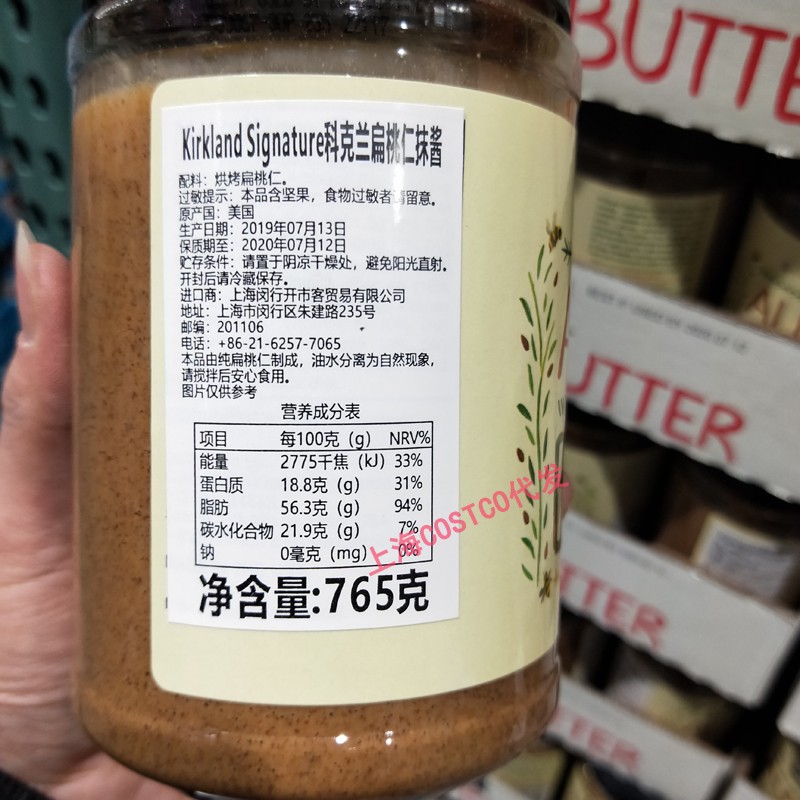 BUTTE
Kirkland Signature科克兰扁桃仁抹酱
配料：烘烤扁桃仁。
过敏提示：本品含坚果，食物过敏者请留意。
原产国：美国
生产日期：2019年07月13日
保质期至：2020年07月12日
贮存条件：请置于阴凉干燥处，避免阳光直射。
开封后请冷藏保存。
进口商：上海闵行开市客贸易有限公司
地址：上海市闵行区朱建路235号
邮编：201106
电话：+86-21-6257-7065
本品由纯扁桃仁制成，油水分离为自然现象，
请搅拌后安心食用。
图片仅供参考
营养成分表
项目 每100克（g） NRV%
能量 2775千焦（kJ） 33%
蛋白质 18.8克（g） 31%
脂肪 56.3克（g） 94%
碳水化合物 21.9克（g） 7%
钠 0毫克（mg） 0%
净含量:765克
上海COSTCO代发
UTTER
UTTER
TTER